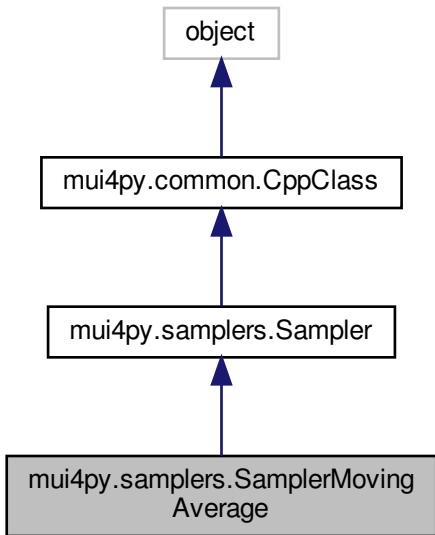 object
mui4py.common.CppClass
mui4py.samplers.Sampler
mui4py.samplers.SamplerMoving
Average